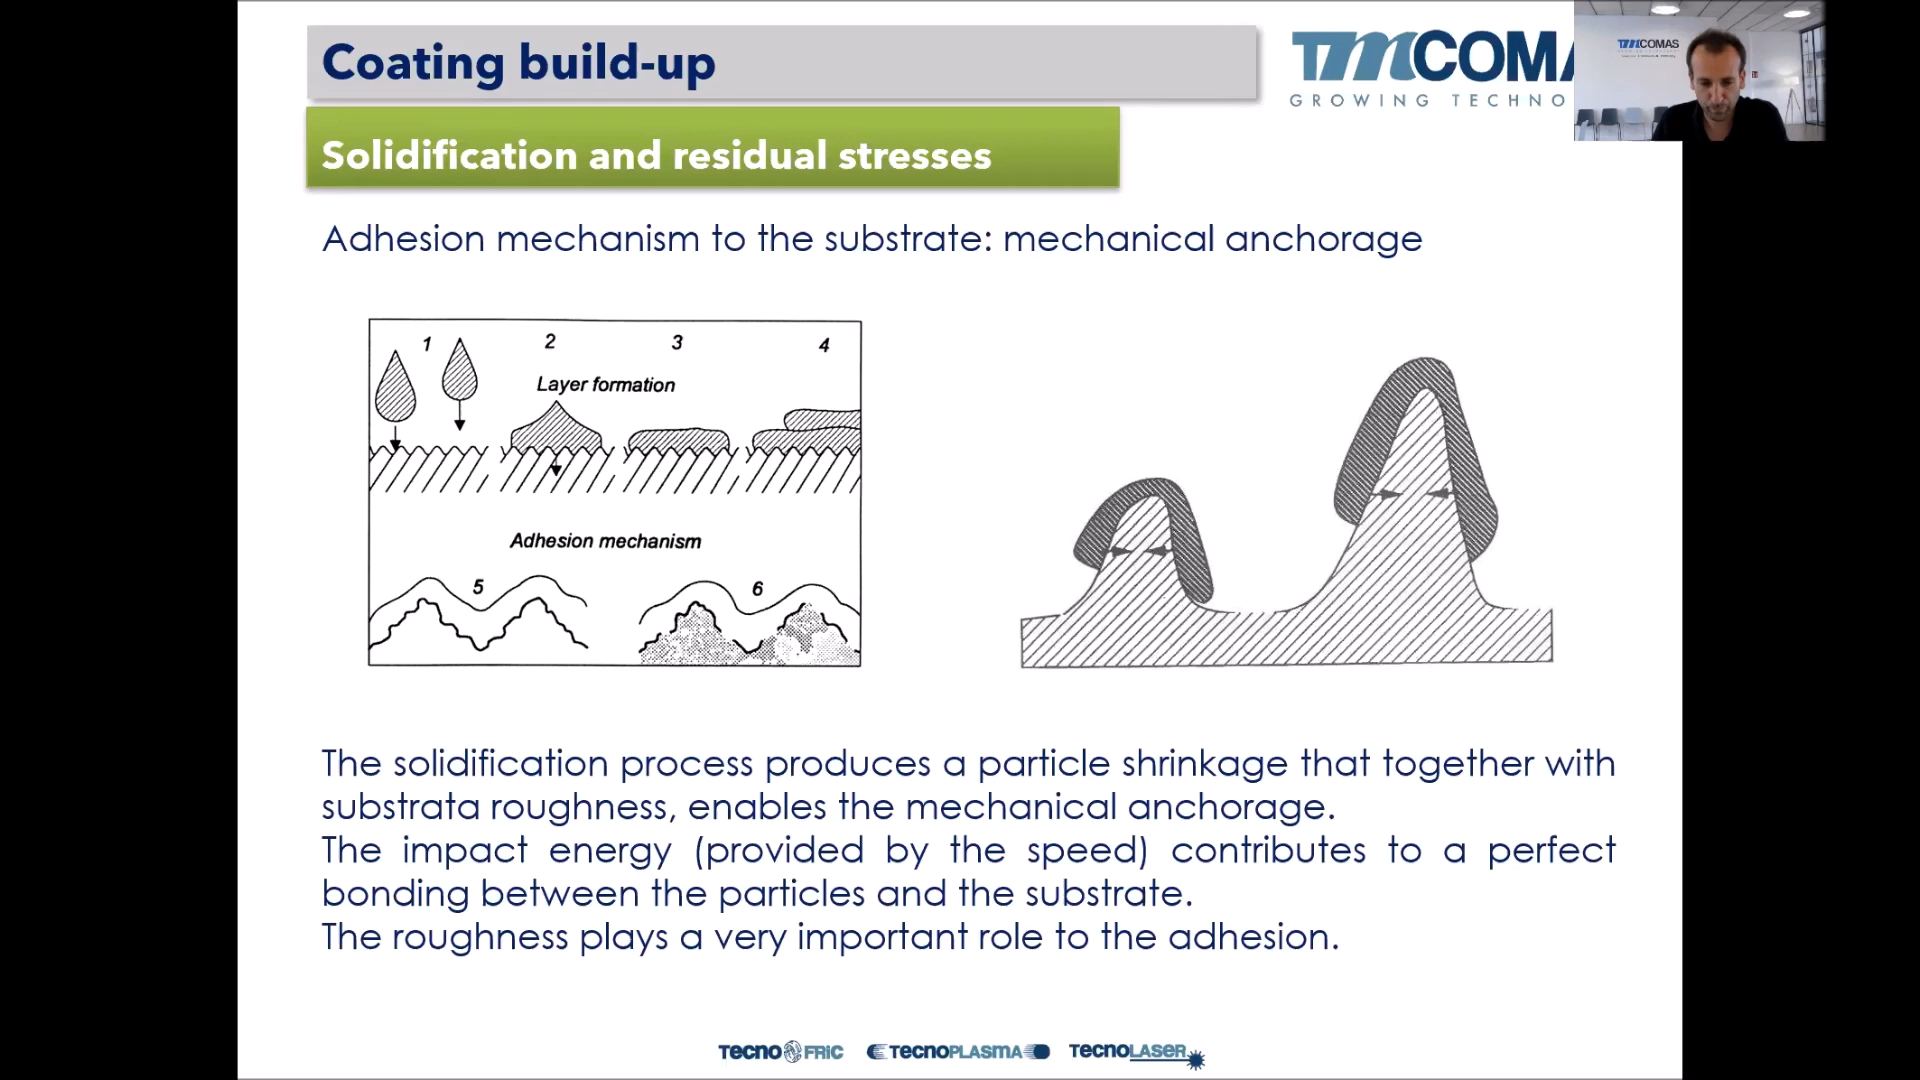 Coating build-up
TMCOMA
GROWING TECHNO
TMCOMAS
Solidification and residual stresses
Adhesion mechanism to the substrate: mechanical anchorage
1
2
3
4
Layer formation
Adhesion mechanism
5
6
The solidification process produces a particle shrinkage that together with
substrata roughness, enables the mechanical anchorage.
The impact energy (provided by the speed) contributes to a perfect
bonding between the particles and the substrate.
The roughness plays a very important role to the adhesion.
TECNOFRIC
TECNOPLASMA
TECNOLASER